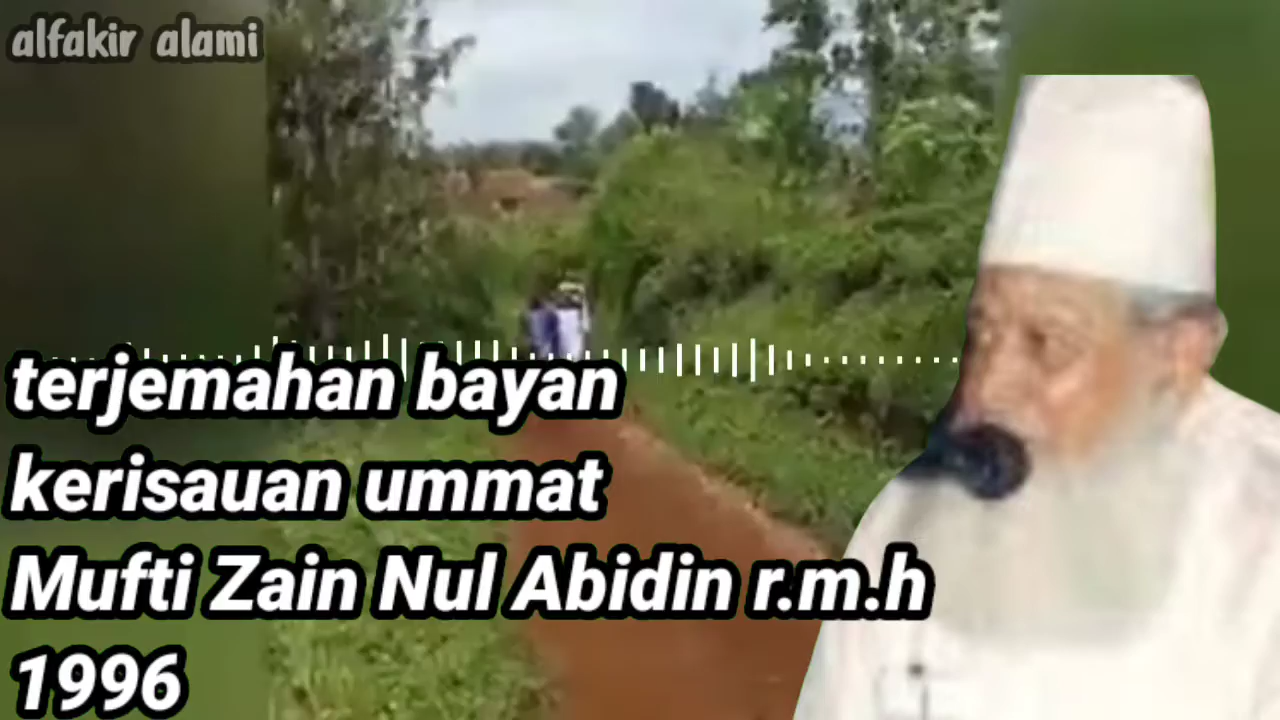 alfakir alami
terjemahan bayan
kerisauan ummat
Mufti Zain Nul Abidin r.m.h
1996